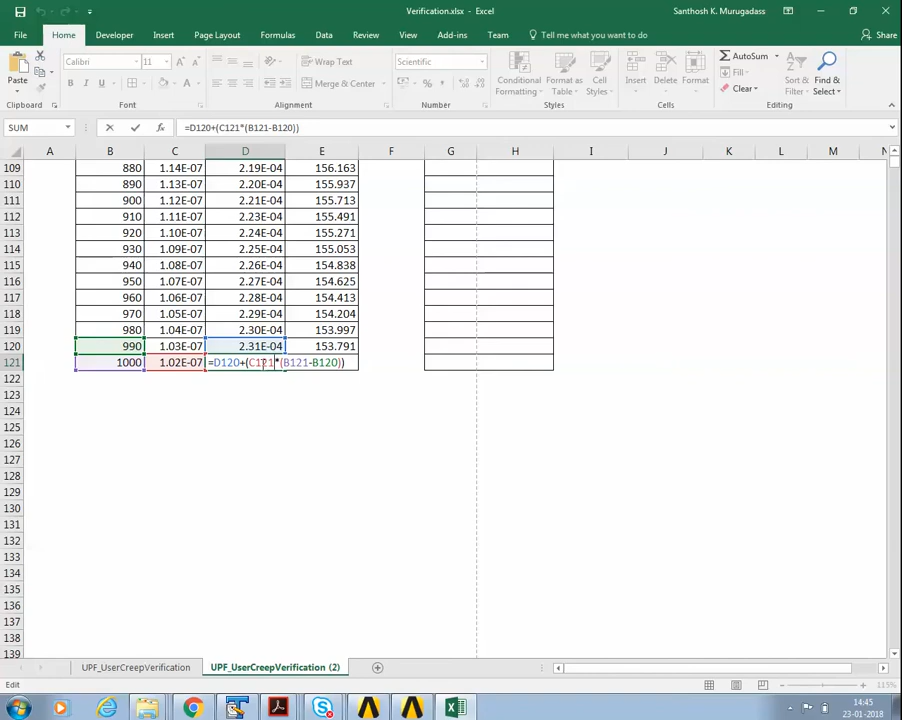 Verification.xlsx - Excel
Santhosh K. Murugadass
File Home Developer Insert Page Layout Formulas Data Review View Add-ins Team Tell me what you want to do Share
Paste Calibri 11 Wrap Text Scientific Conditional Formatting Format as Table Cell Styles Insert Delete Format AutoSum Sort & Filter Find & Select
Merge & Center Fill
Clear
Clipboard Font Alignment Number Styles Cells Editing
SUM =D120+(C121*(B121-B120))
A B C D E F G H I J K L M N
109 880 1.14E-07 2.19E-04 156.163
110 890 1.13E-07 2.20E-04 155.937
111 900 1.12E-07 2.21E-04 155.713
112 910 1.11E-07 2.23E-04 155.491
113 920 1.10E-07 2.24E-04 155.271
114 930 1.09E-07 2.25E-04 155.053
115 940 1.08E-07 2.26E-04 154.838
116 950 1.07E-07 2.27E-04 154.625
117 960 1.06E-07 2.28E-04 154.413
118 970 1.05E-07 2.29E-04 154.204
119 980 1.04E-07 2.30E-04 153.997
120 990 1.03E-07 2.31E-04 153.791
121 1000 1.02E-07 =D120+(C121*(B121-B120))
122
123
124
125
126
127
128
129
130
131
132
133
134
135
136
137
138
UPF_UserCreepVerification UPF_UserCreepVerification (2)
Edit 115%
14:45
23-01-2018